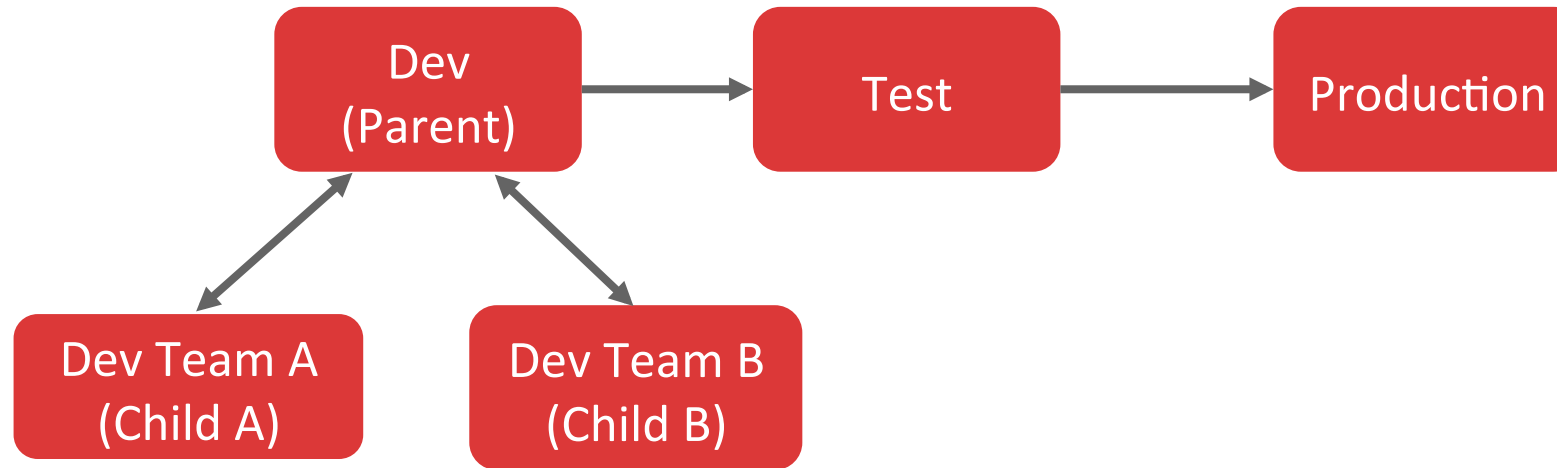 Dev
(Parent)
Test
Production
Dev Team A
(Child A)
Dev Team B
(Child B)